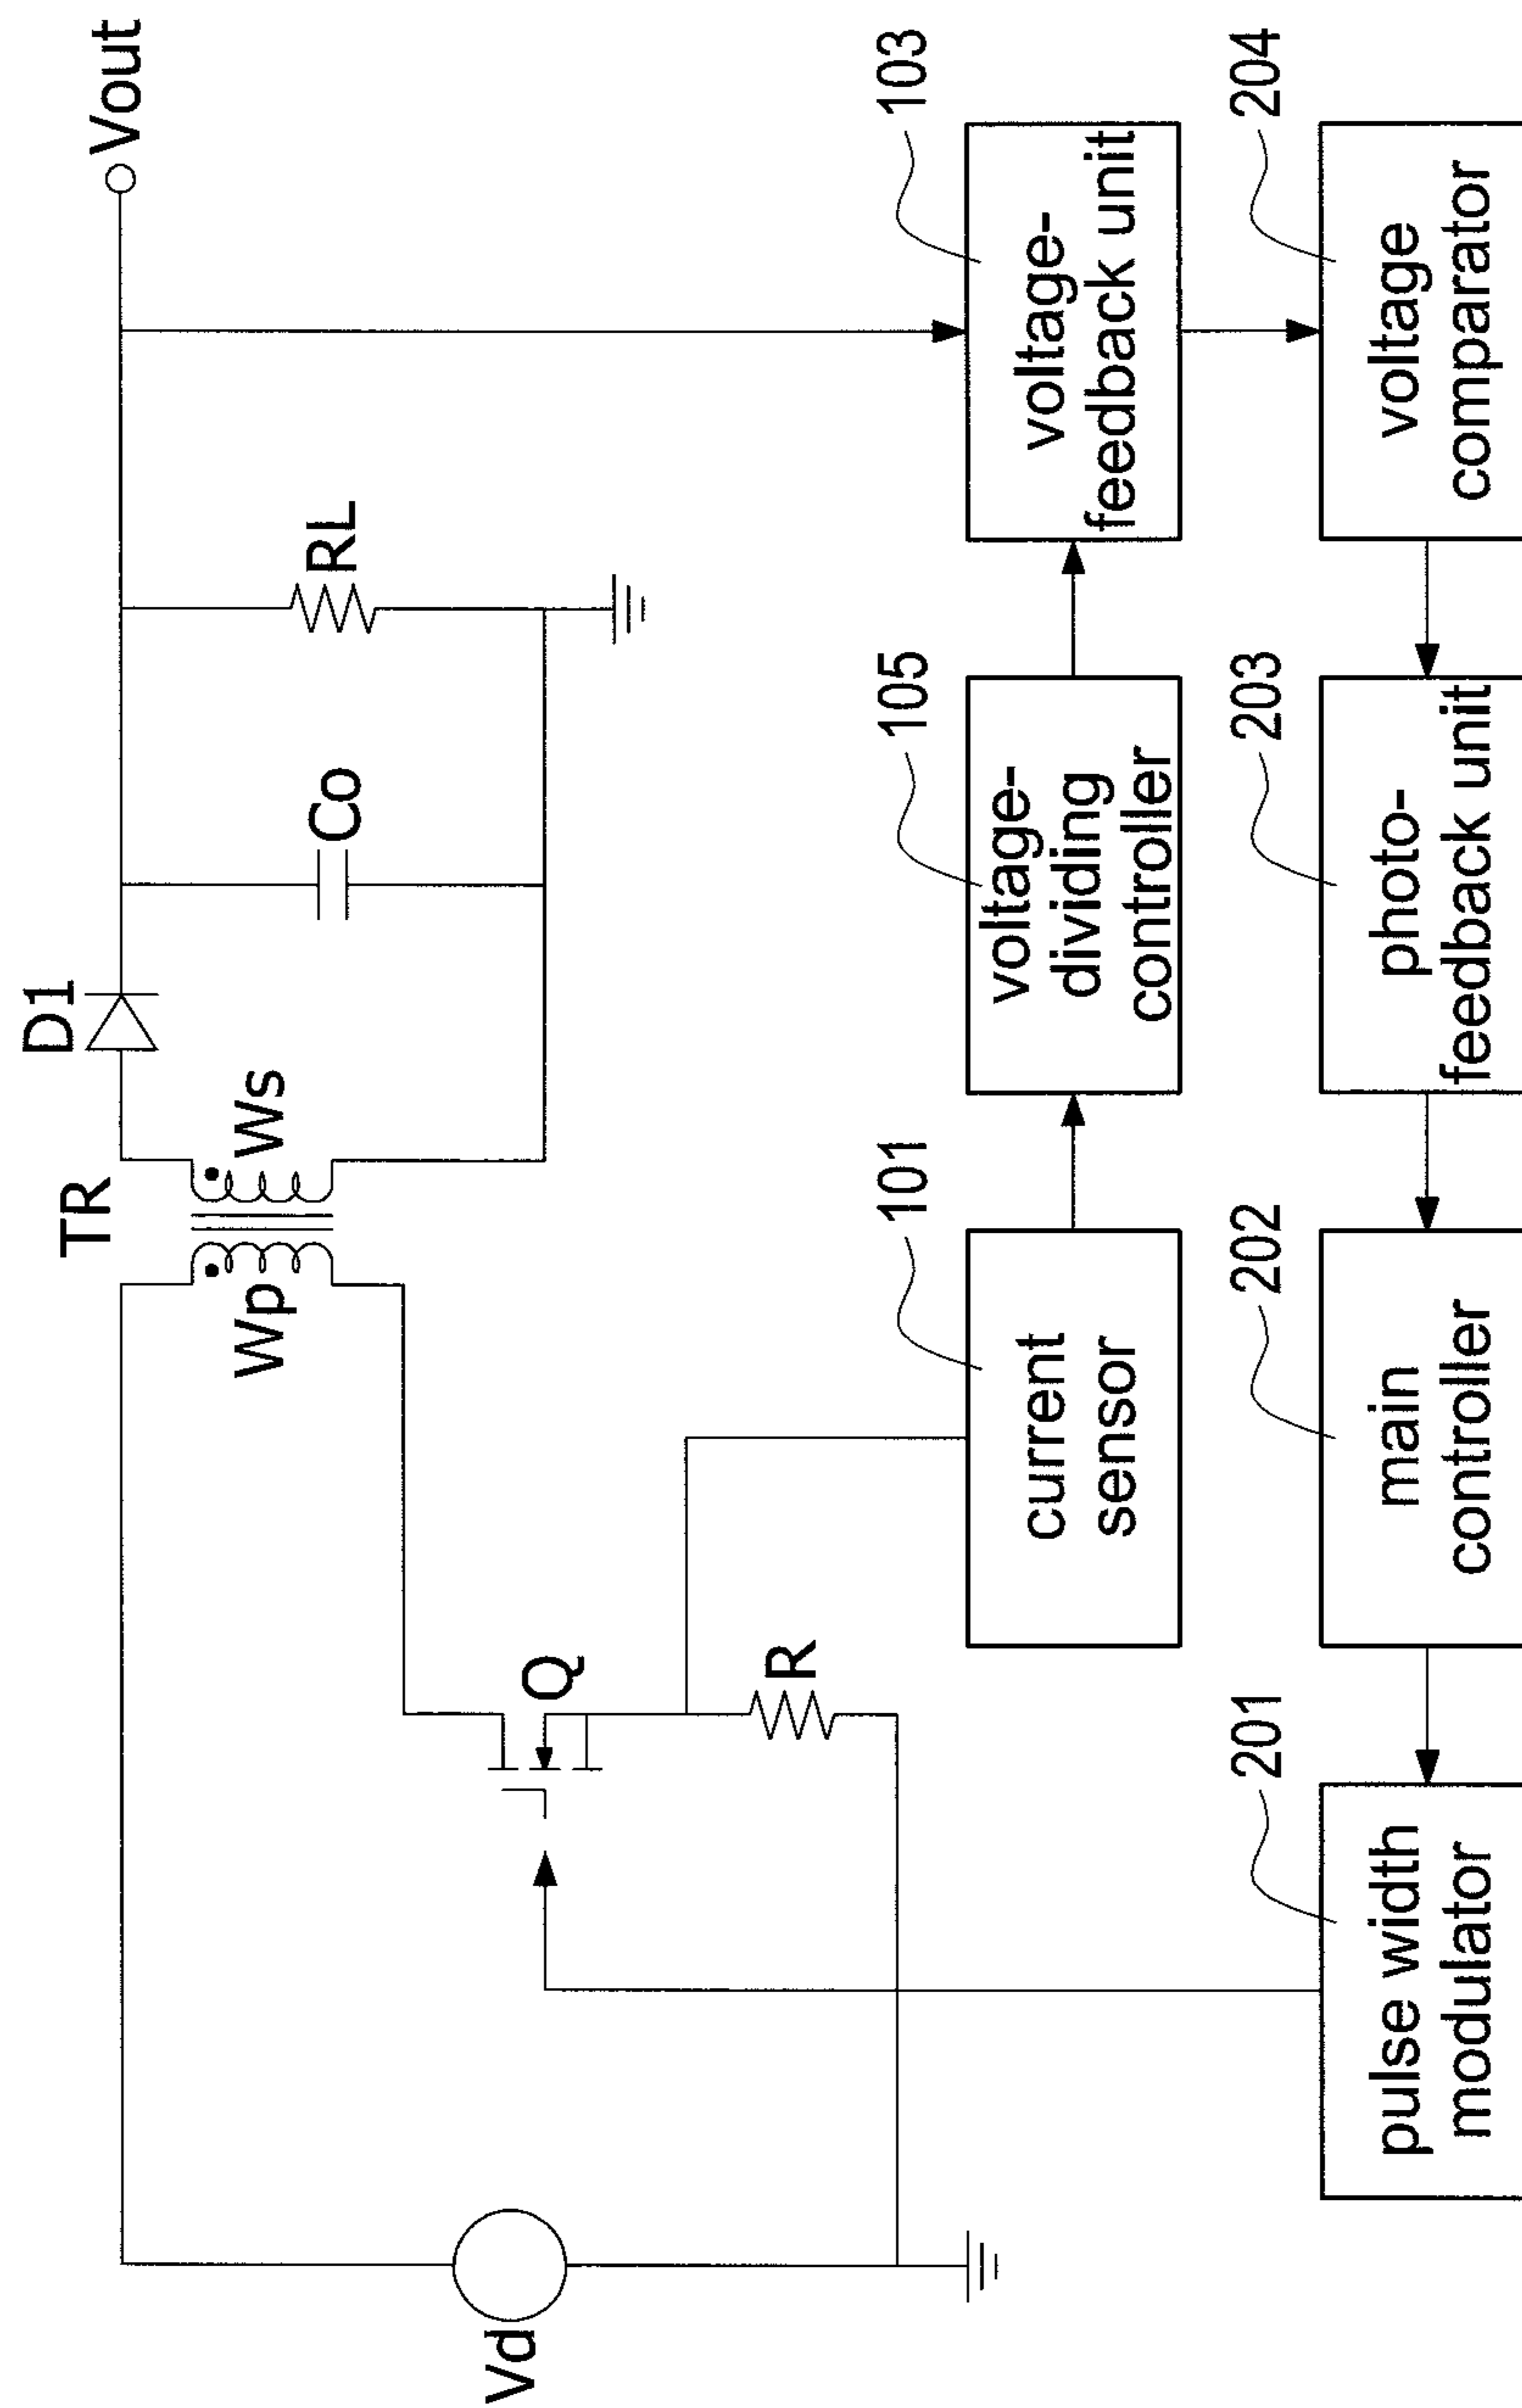 D1
Vout
TR
Wp
Ws
Co
RL
Vd
Q
R
101
105
103
current
sensor
voltage-
dividing
controller
voltage-
feedback unit
201
202
203
204
pulse width
modulator
main
controller
photo-
feedback unit
voltage
comparator